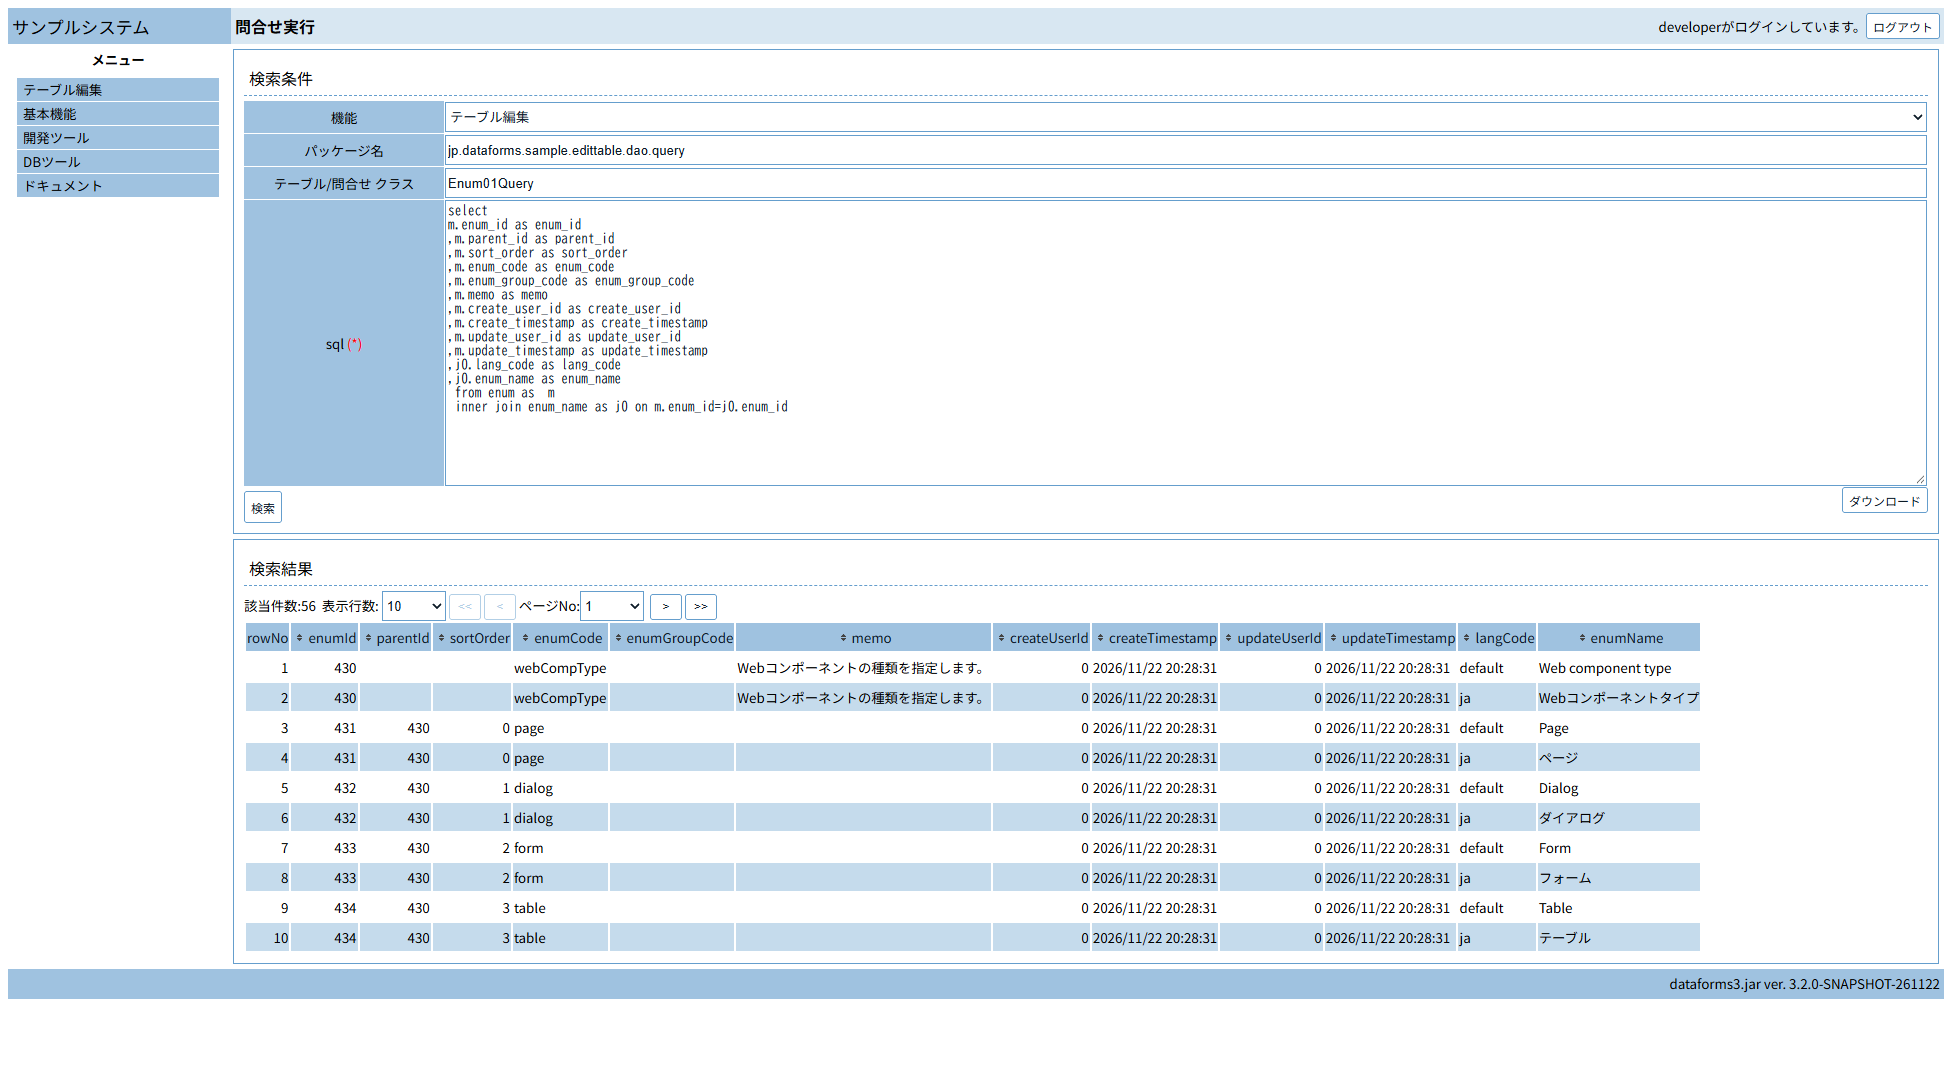 サンプルシステム
問合せ実行
developerがログインしています。 ログアウト
メニュー
テーブル編集
基本機能
開発ツール
DBツール
ドキュメント
検索条件
機能 テーブル編集
パッケージ名 jp.dataforms.sample.edittable.dao.query
テーブル/問合せ クラス Enum01Query
sql (*)
select
m.enum_id as enum_id
,m.parent_id as parent_id
,m.sort_order as sort_order
,m.enum_code as enum_code
,m.enum_group_code as enum_group_code
,m.memo as memo
,m.create_user_id as create_user_id
,m.create_timestamp as create_timestamp
,m.update_user_id as update_user_id
,m.update_timestamp as update_timestamp
,j0.lang_code as lang_code
,j0.enum_name as enum_name
from enum as  m
inner join enum_name as j0 on m.enum_id=j0.enum_id
検索 ダウンロード
検索結果
該当件数:56 表示行数: 10 << < ページNo: 1 > >>
rowNo enumId parentId sortOrder enumCode enumGroupCode memo createUserId createTimestamp updateUserId updateTimestamp langCode enumName
1 430 webCompType Webコンポーネントの種類を指定します。 0 2026/11/22 20:28:31 0 2026/11/22 20:28:31 default Web component type
2 430 webCompType Webコンポーネントの種類を指定します。 0 2026/11/22 20:28:31 0 2026/11/22 20:28:31 ja Webコンポーネントタイプ
3 431 430 0 page 0 2026/11/22 20:28:31 0 2026/11/22 20:28:31 default Page
4 431 430 0 page 0 2026/11/22 20:28:31 0 2026/11/22 20:28:31 ja ページ
5 432 430 1 dialog 0 2026/11/22 20:28:31 0 2026/11/22 20:28:31 default Dialog
6 432 430 1 dialog 0 2026/11/22 20:28:31 0 2026/11/22 20:28:31 ja ダイアログ
7 433 430 2 form 0 2026/11/22 20:28:31 0 2026/11/22 20:28:31 default Form
8 433 430 2 form 0 2026/11/22 20:28:31 0 2026/11/22 20:28:31 ja フォーム
9 434 430 3 table 0 2026/11/22 20:28:31 0 2026/11/22 20:28:31 default Table
10 434 430 3 table 0 2026/11/22 20:28:31 0 2026/11/22 20:28:31 ja テーブル
dataforms3.jar ver. 3.2.0-SNAPSHOT-261122